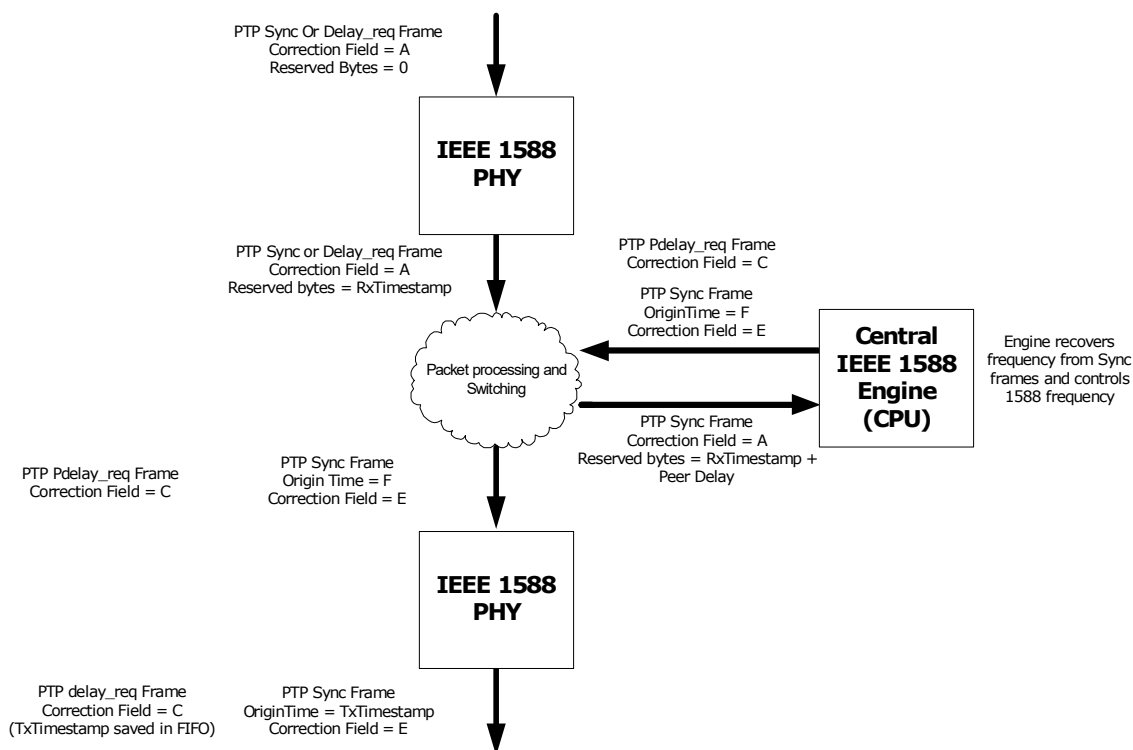 PTP Sync Or Delay_req Frame
Correction Field = A
Reserved Bytes = 0
IEEE 1588
PHY
PTP Sync or Delay_req Frame
Correction Field = A
Reserved bytes = RxTimestamp
PTP Pdelay_req Frame
Correction Field = C
PTP Sync Frame
OriginTime = F
Correction Field = E
Packet processing and
Switching
Central
IEEE 1588
Engine
(CPU)
Engine recovers
frequency from Sync
frames and controls
1588 frequency
PTP Sync Frame
Correction Field = A
Reserved bytes = RxTimestamp +
Peer Delay
PTP Pdelay_req Frame
Correction Field = C
PTP Sync Frame
Origin Time = F
Correction Field = E
IEEE 1588
PHY
PTP delay_req Frame
Correction Field = C
(TxTimestamp saved in FIFO)
PTP Sync Frame
OriginTime = TxTimestamp
Correction Field = E